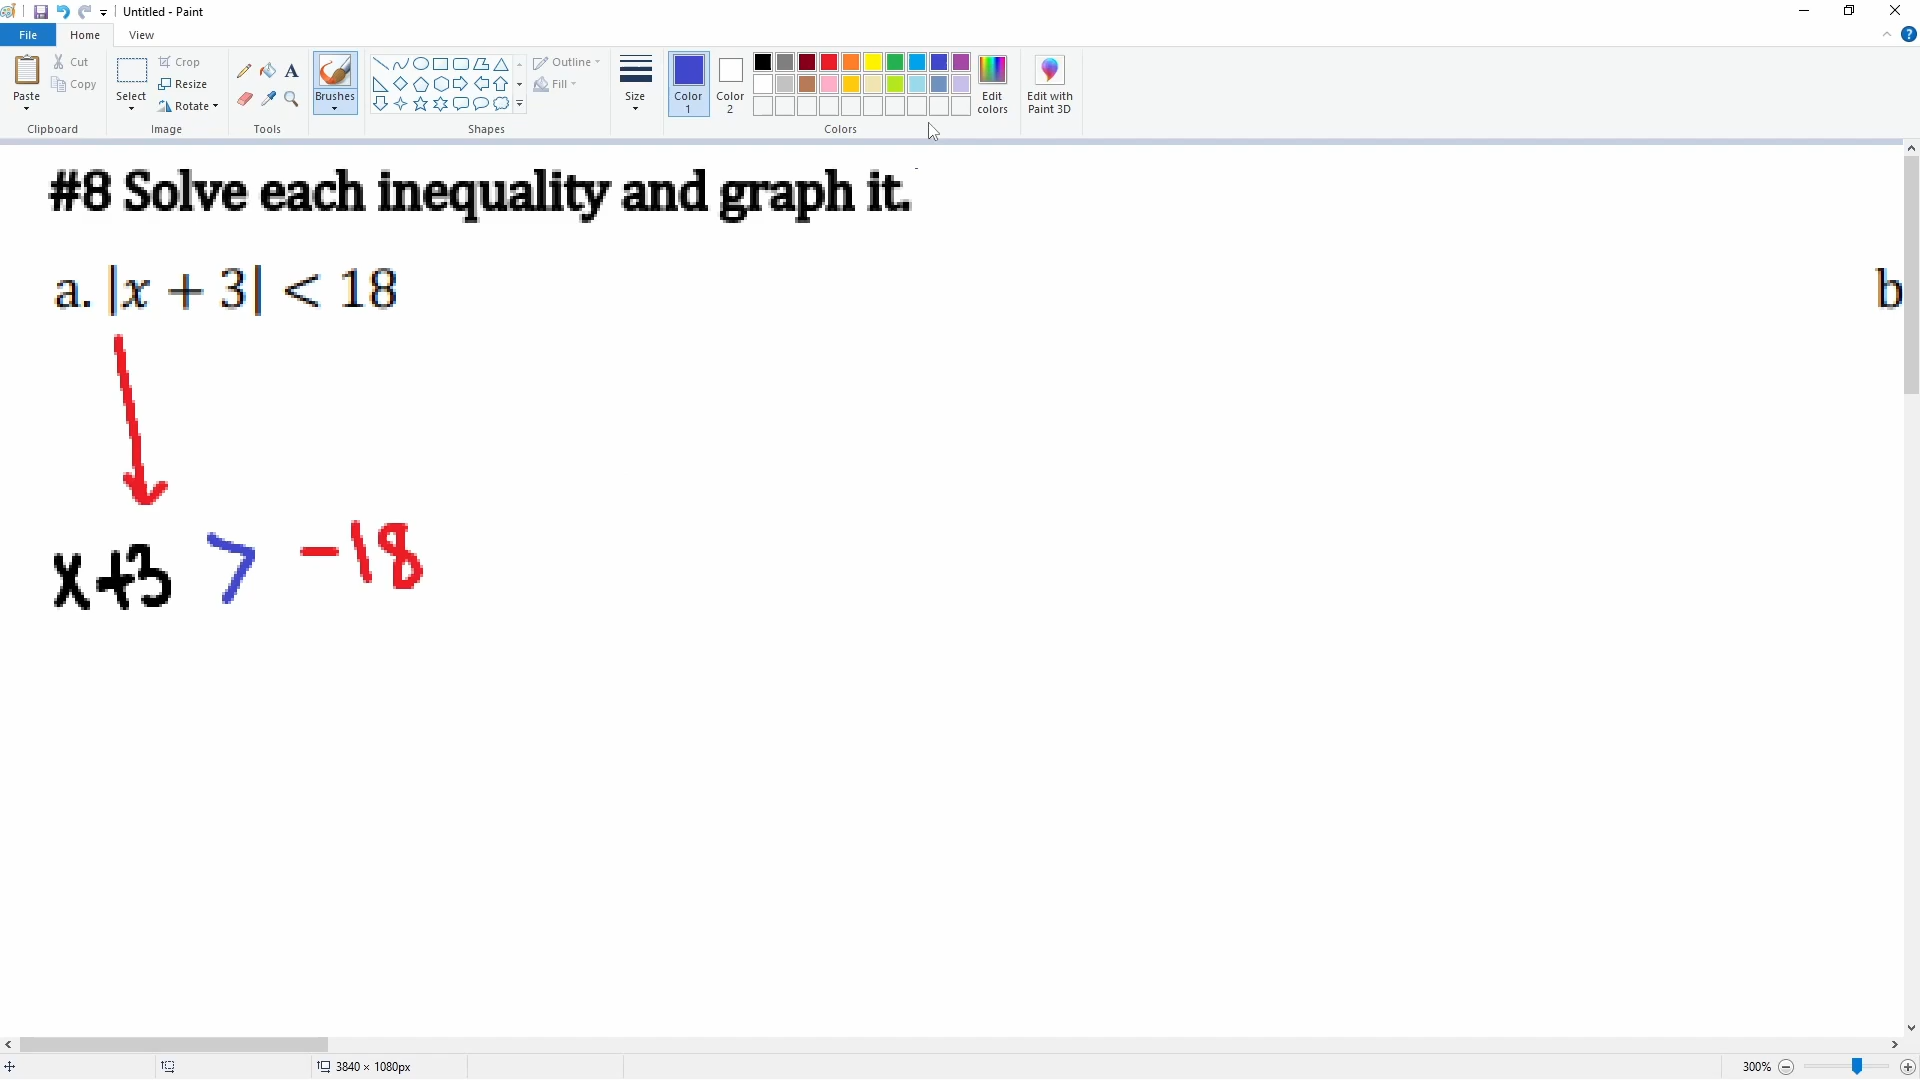 Untitled - Paint
File Home View
Paste Cut Copy Select Crop Resize Rotate Brushes Outline Fill Size Color 1 Color 2 Edit colors Edit with Paint 3D
Clipboard Image Tools Shapes Colors
#8 Solve each inequality and graph it.
a. |x + 3| < 18 b
x+3 > -18
3840 × 1080px 300%